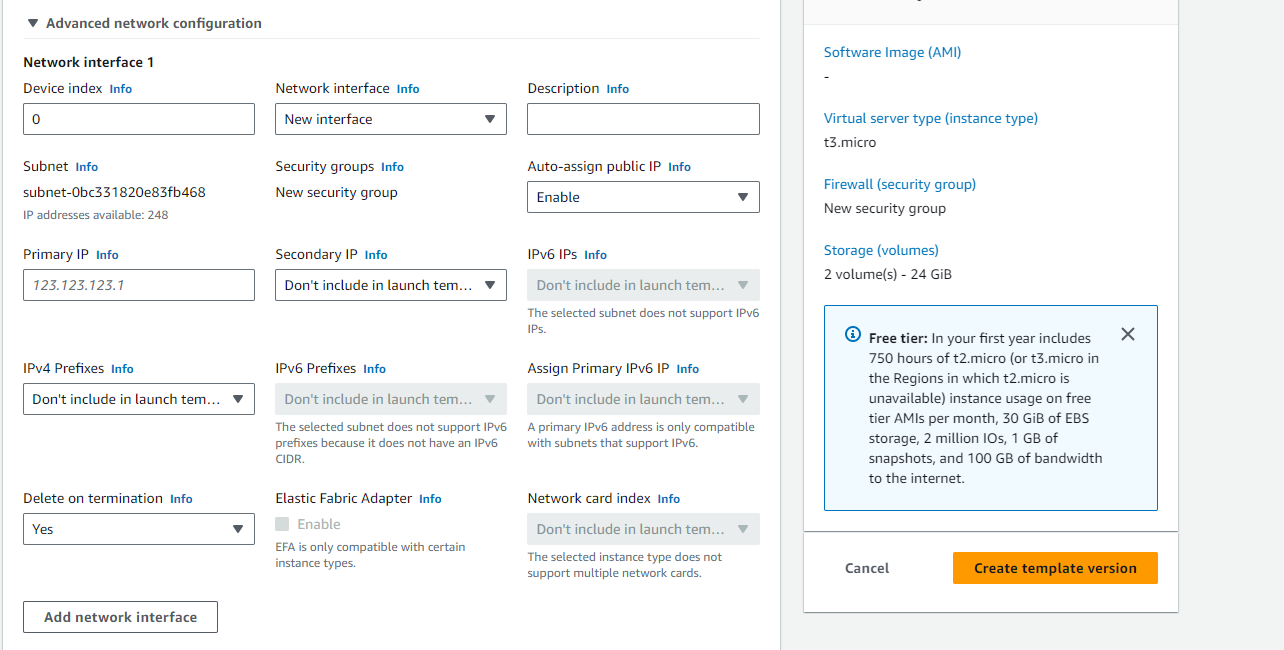 Advanced network configuration
Network interface 1
Device index Info
Network interface Info
Description Info
0
New interface
Subnet Info
Security groups Info
Auto-assign public IP Info
subnet-0bc331820e83fb468
New security group
Enable
IP addresses available: 248
Primary IP Info
Secondary IP Info
IPv6 IPs Info
123.123.123.1
Don't include in launch tem...
Don't include in launch tem...
The selected subnet does not support IPv6
IPs.
IPv4 Prefixes Info
IPv6 Prefixes Info
Assign Primary IPv6 IP Info
Don't include in launch tem...
Don't include in launch tem...
Don't include in launch tem...
The selected subnet does not support IPv6
prefixes because it does not have an IPv6
CIDR.
A primary IPv6 address is only compatible
with subnets that support IPv6.
Delete on termination Info
Elastic Fabric Adapter Info
Network card index Info
Yes
Enable
Don't include in launch tem...
EFA is only compatible with certain
instance types.
The selected instance type does not
support multiple network cards.
Add network interface
Software Image (AMI)
-
Virtual server type (instance type)
t3.micro
Firewall (security group)
New security group
Storage (volumes)
2 volume(s) - 24 GiB
Free tier: In your first year includes
750 hours of t2.micro (or t3.micro in
the Regions in which t2.micro is
unavailable) instance usage on free
tier AMIs per month, 30 GiB of EBS
storage, 2 million IOs, 1 GB of
snapshots, and 100 GB of bandwidth
to the internet.
Cancel
Create template version